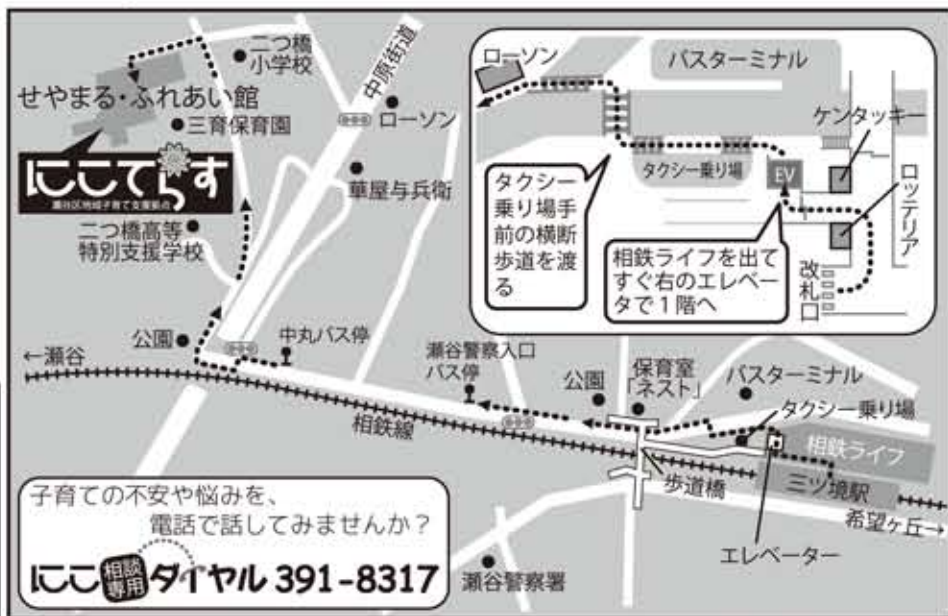 二つ橋
小学校
中原街道
せやまる・ふれあい館
三育保育園
ローソン
にこてらす
瀬谷区地域子育て支援拠点
華屋与兵衛
二つ橋高等
特別支援学校
公園
中丸バス停
←瀬谷
相鉄線
瀬谷警察入口
バス停
公園
保育室
「ネスト」
バスターミナル
タクシー乗り場
相鉄ライフ
歩道橋
三ツ境駅
希望ヶ丘→
エレベーター
瀬谷警察署
ローソン
バスターミナル
ケンタッキー
タクシー乗り場
EV
ロッテリア
タクシー
乗り場手
前の横断
歩道を渡
る
相鉄ライフを出て
すぐ右のエレベー
タで1階へ
改札口
子育ての不安や悩みを、
電話で話してみませんか?
にこ相談専用ダイヤル 391-8317